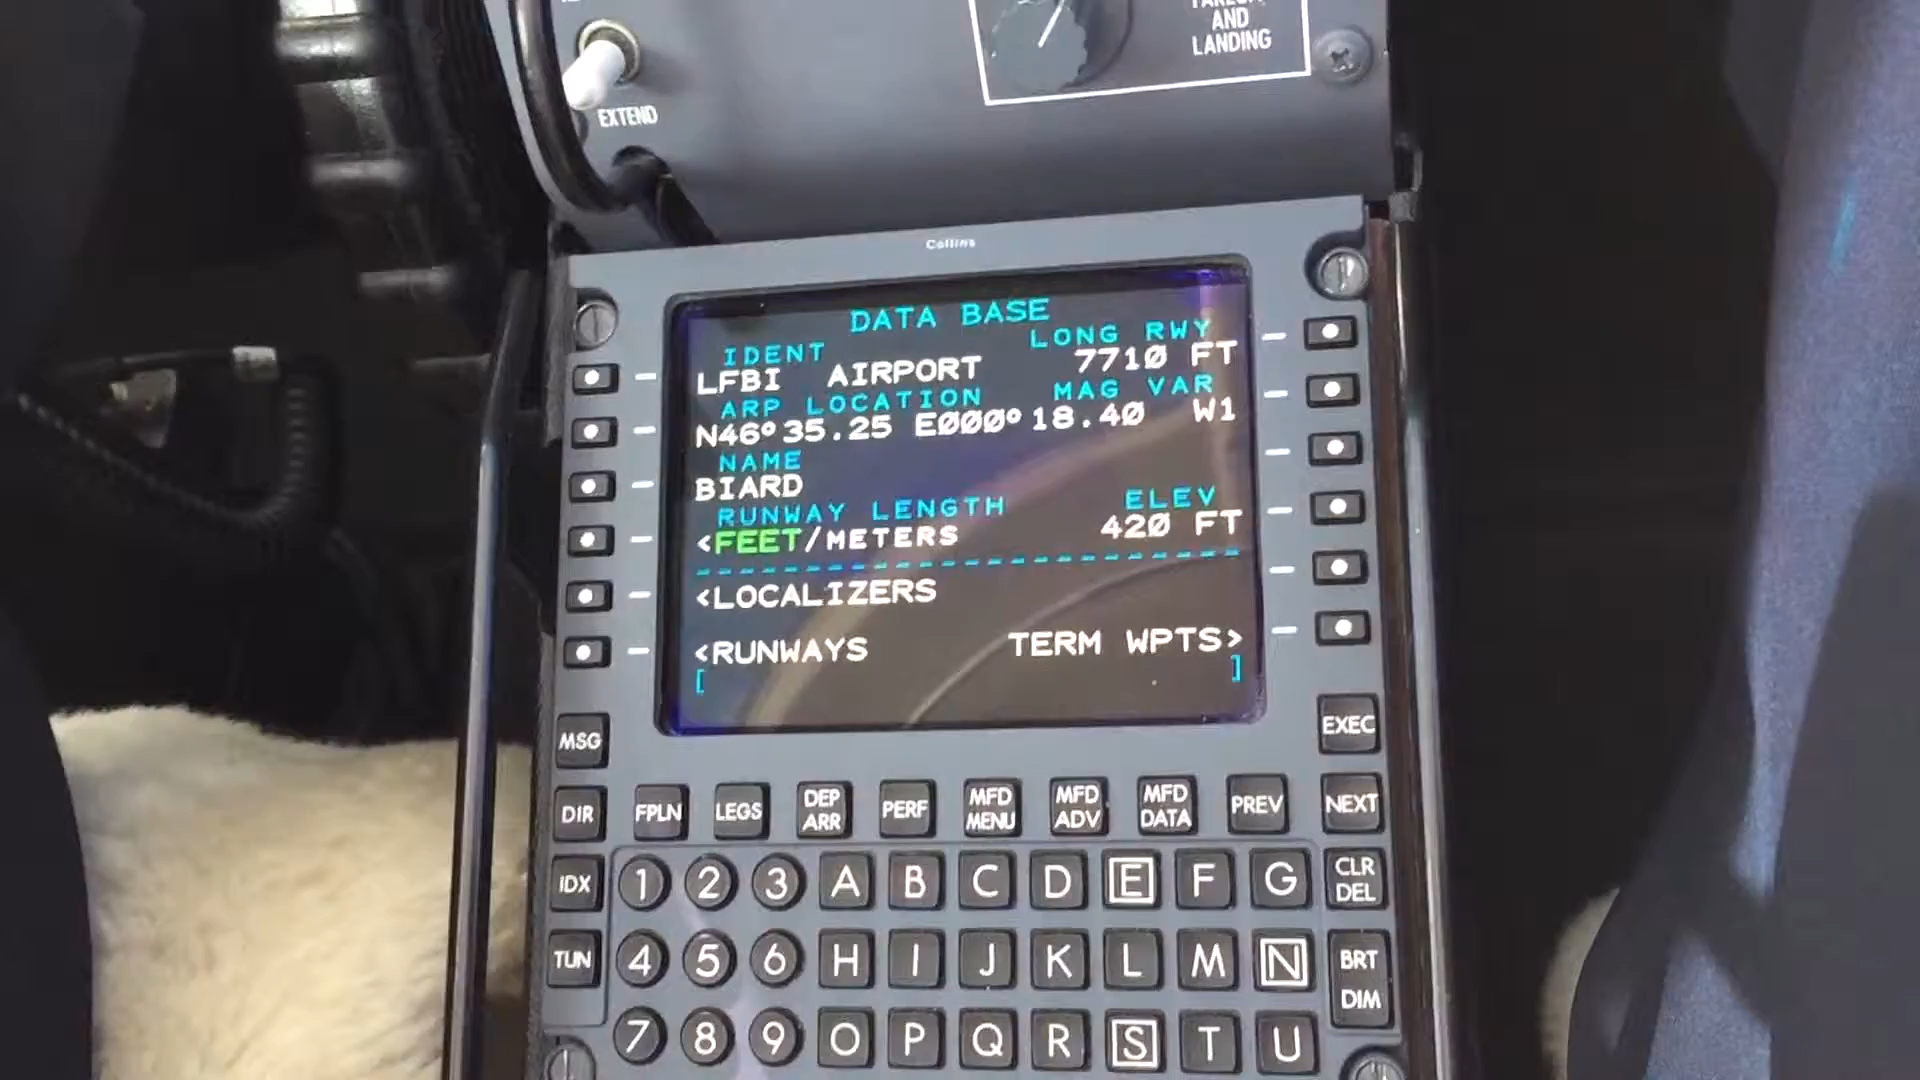 AND
LANDING
EXTEND
Collins
DATA BASE
IDENT LONG RWY
LFBI AIRPORT 7710 FT
ARP LOCATION MAG VAR
N46°35.25 E000°18.40 W1
NAME
BIARD
RUNWAY LENGTH ELEV
<FEET/METERS 420 FT
<LOCALIZERS
<RUNWAYS TERM WPTS>
[ ]
MSG EXEC
DIR FPLN LEGS DEP ARR PERF MFD MENU MFD ADV MFD DATA PREV NEXT
IDX 1 2 3 A B C D E F G CLR DEL
TUN 4 5 6 H I J K L M N BRT DIM
7 8 9 O P Q R S T U